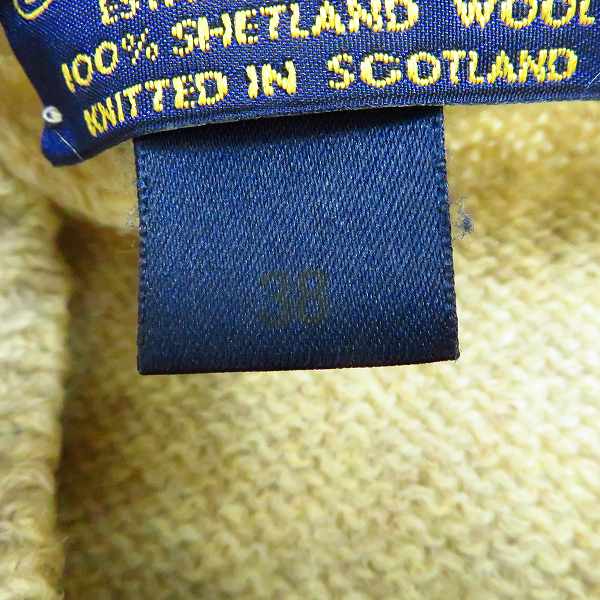 100% SHETLAND WOOL
KNITTED IN SCOTLAND
38